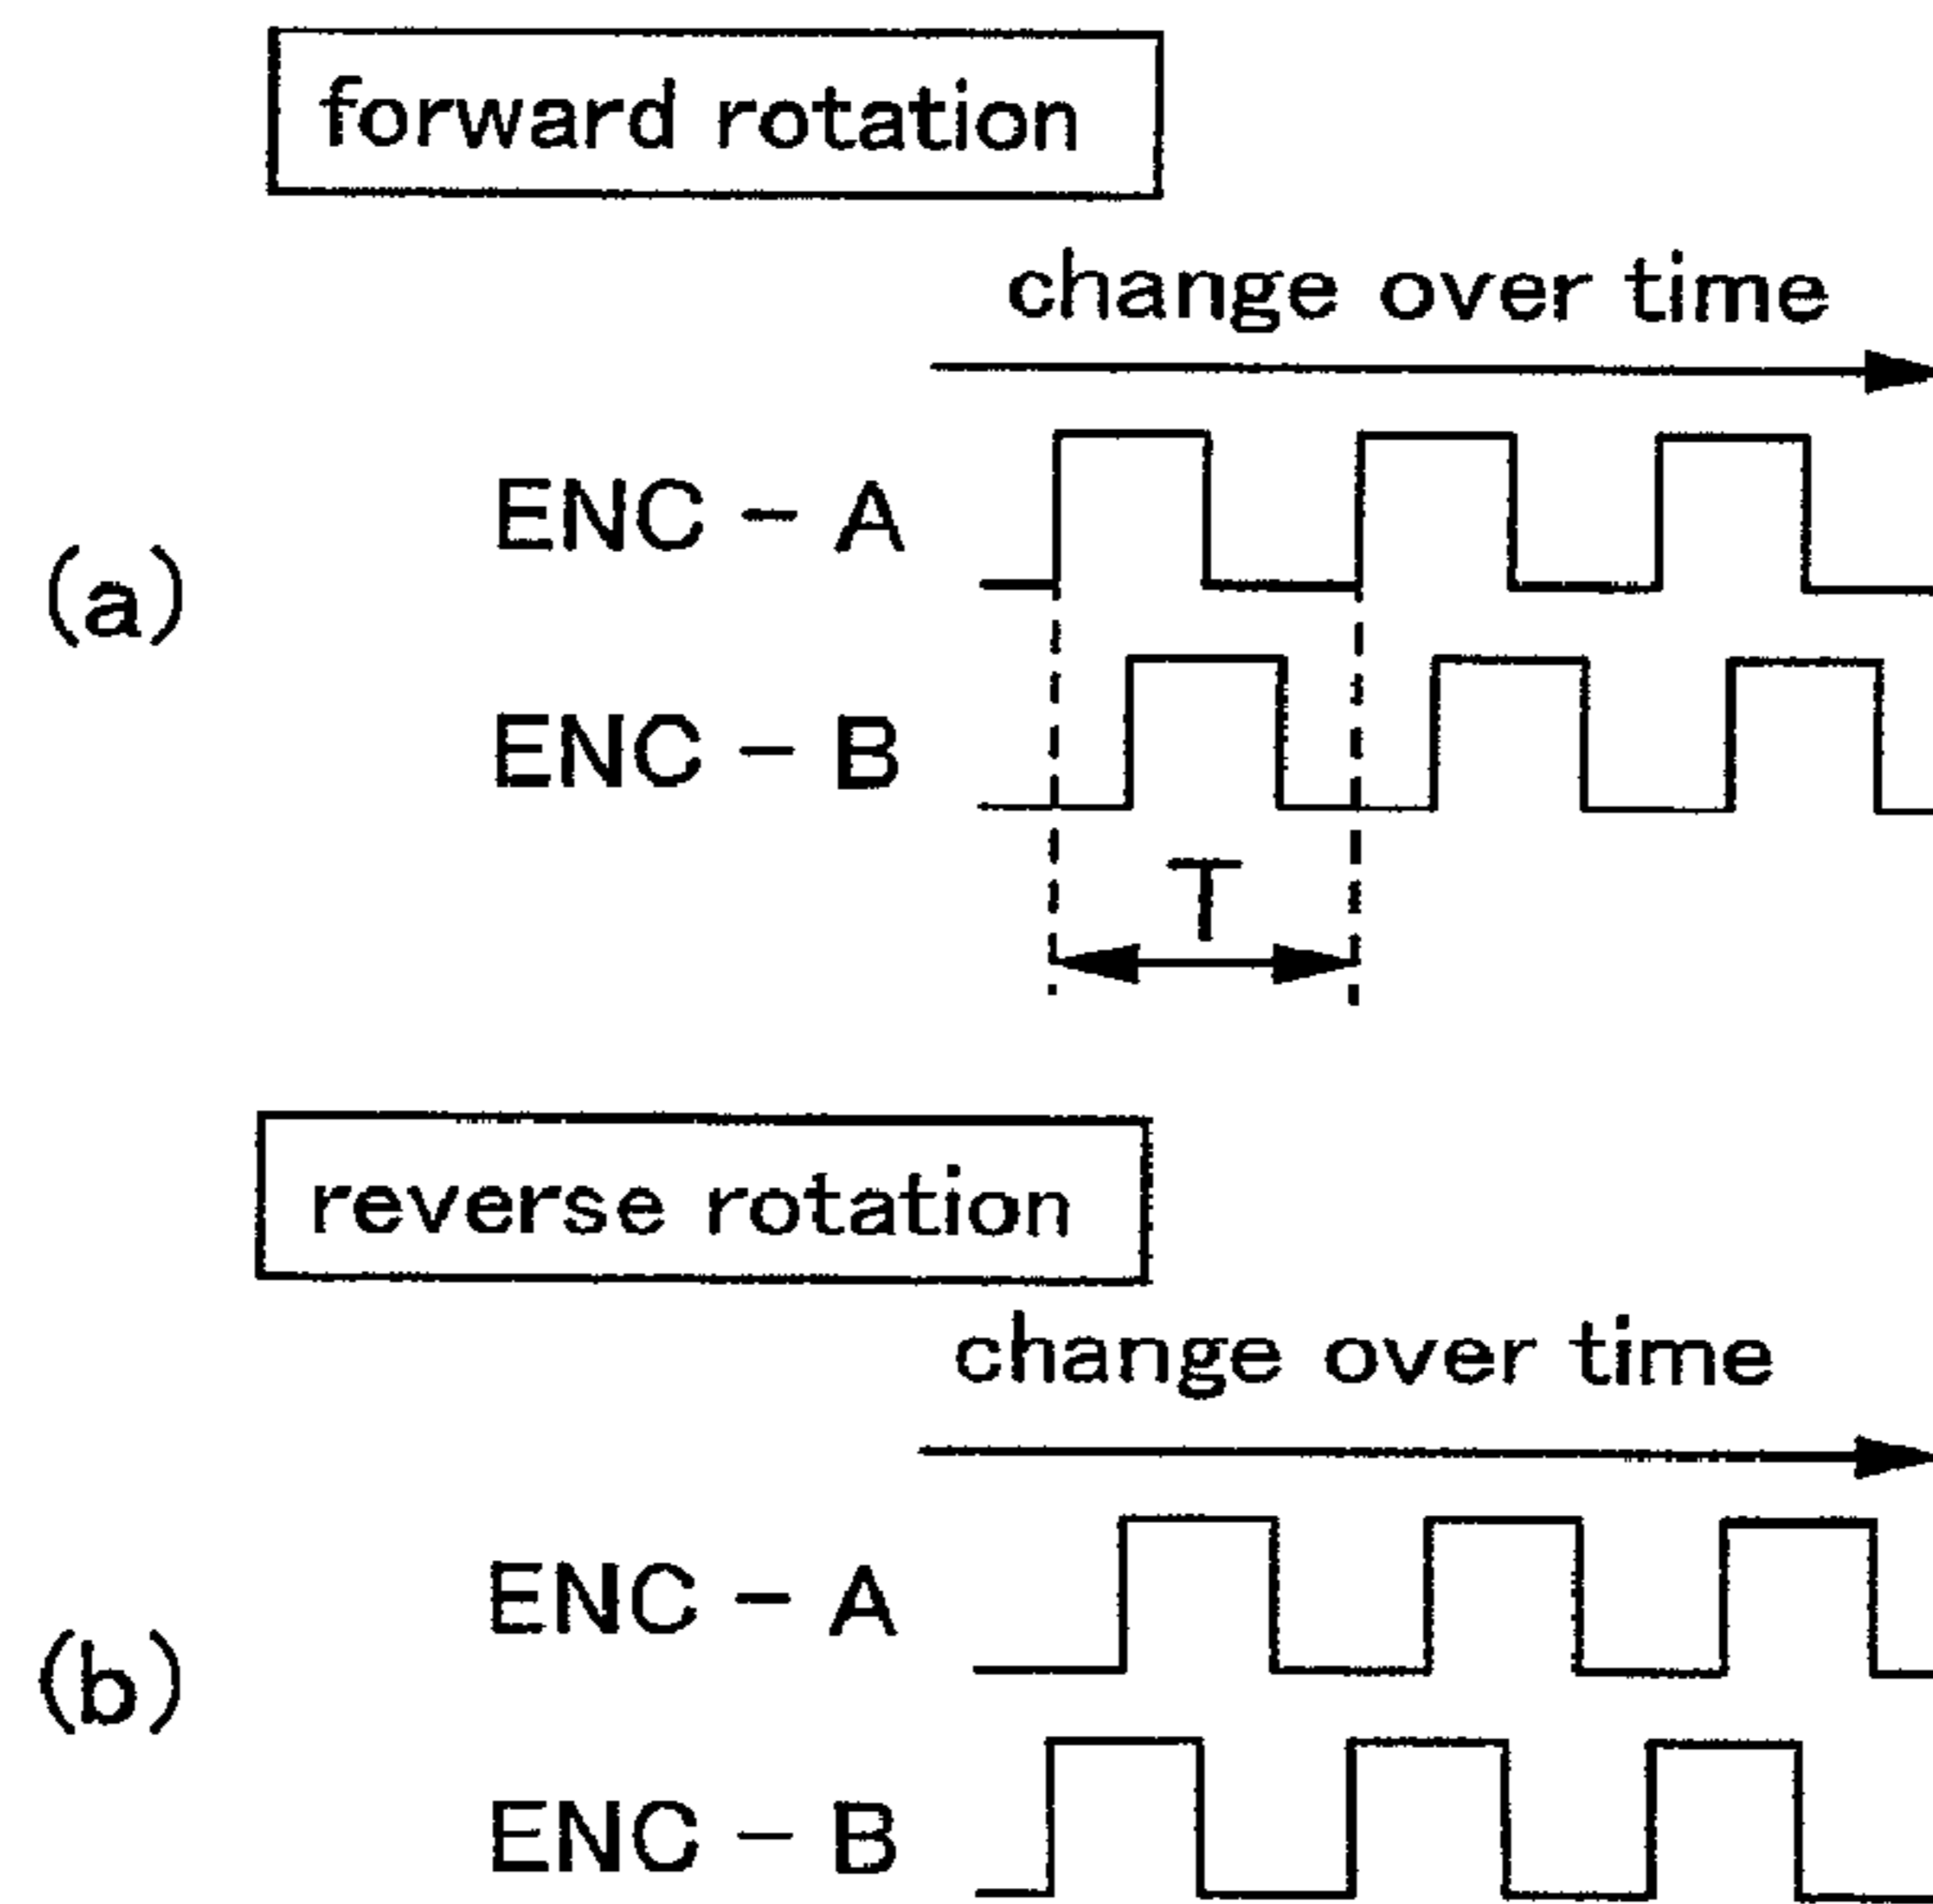 forward rotation
change over time
ENC - A
(a)
ENC - B
T
reverse rotation
change over time
ENC - A
(b)
ENC - B